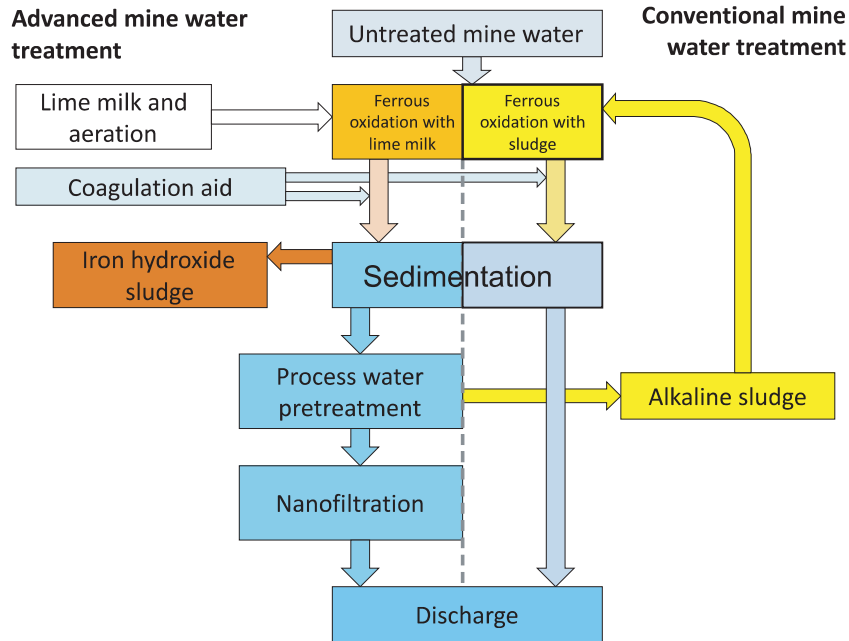 Advanced mine water
treatment
Untreated mine water
Conventional mine
water treatment
Lime milk and
aeration
Ferrous
oxidation with
lime milk
Ferrous
oxidation with
sludge
Coagulation aid
Iron hydroxide
sludge
Sedimentation
Process water
pretreatment
Alkaline sludge
Nanofiltration
Discharge